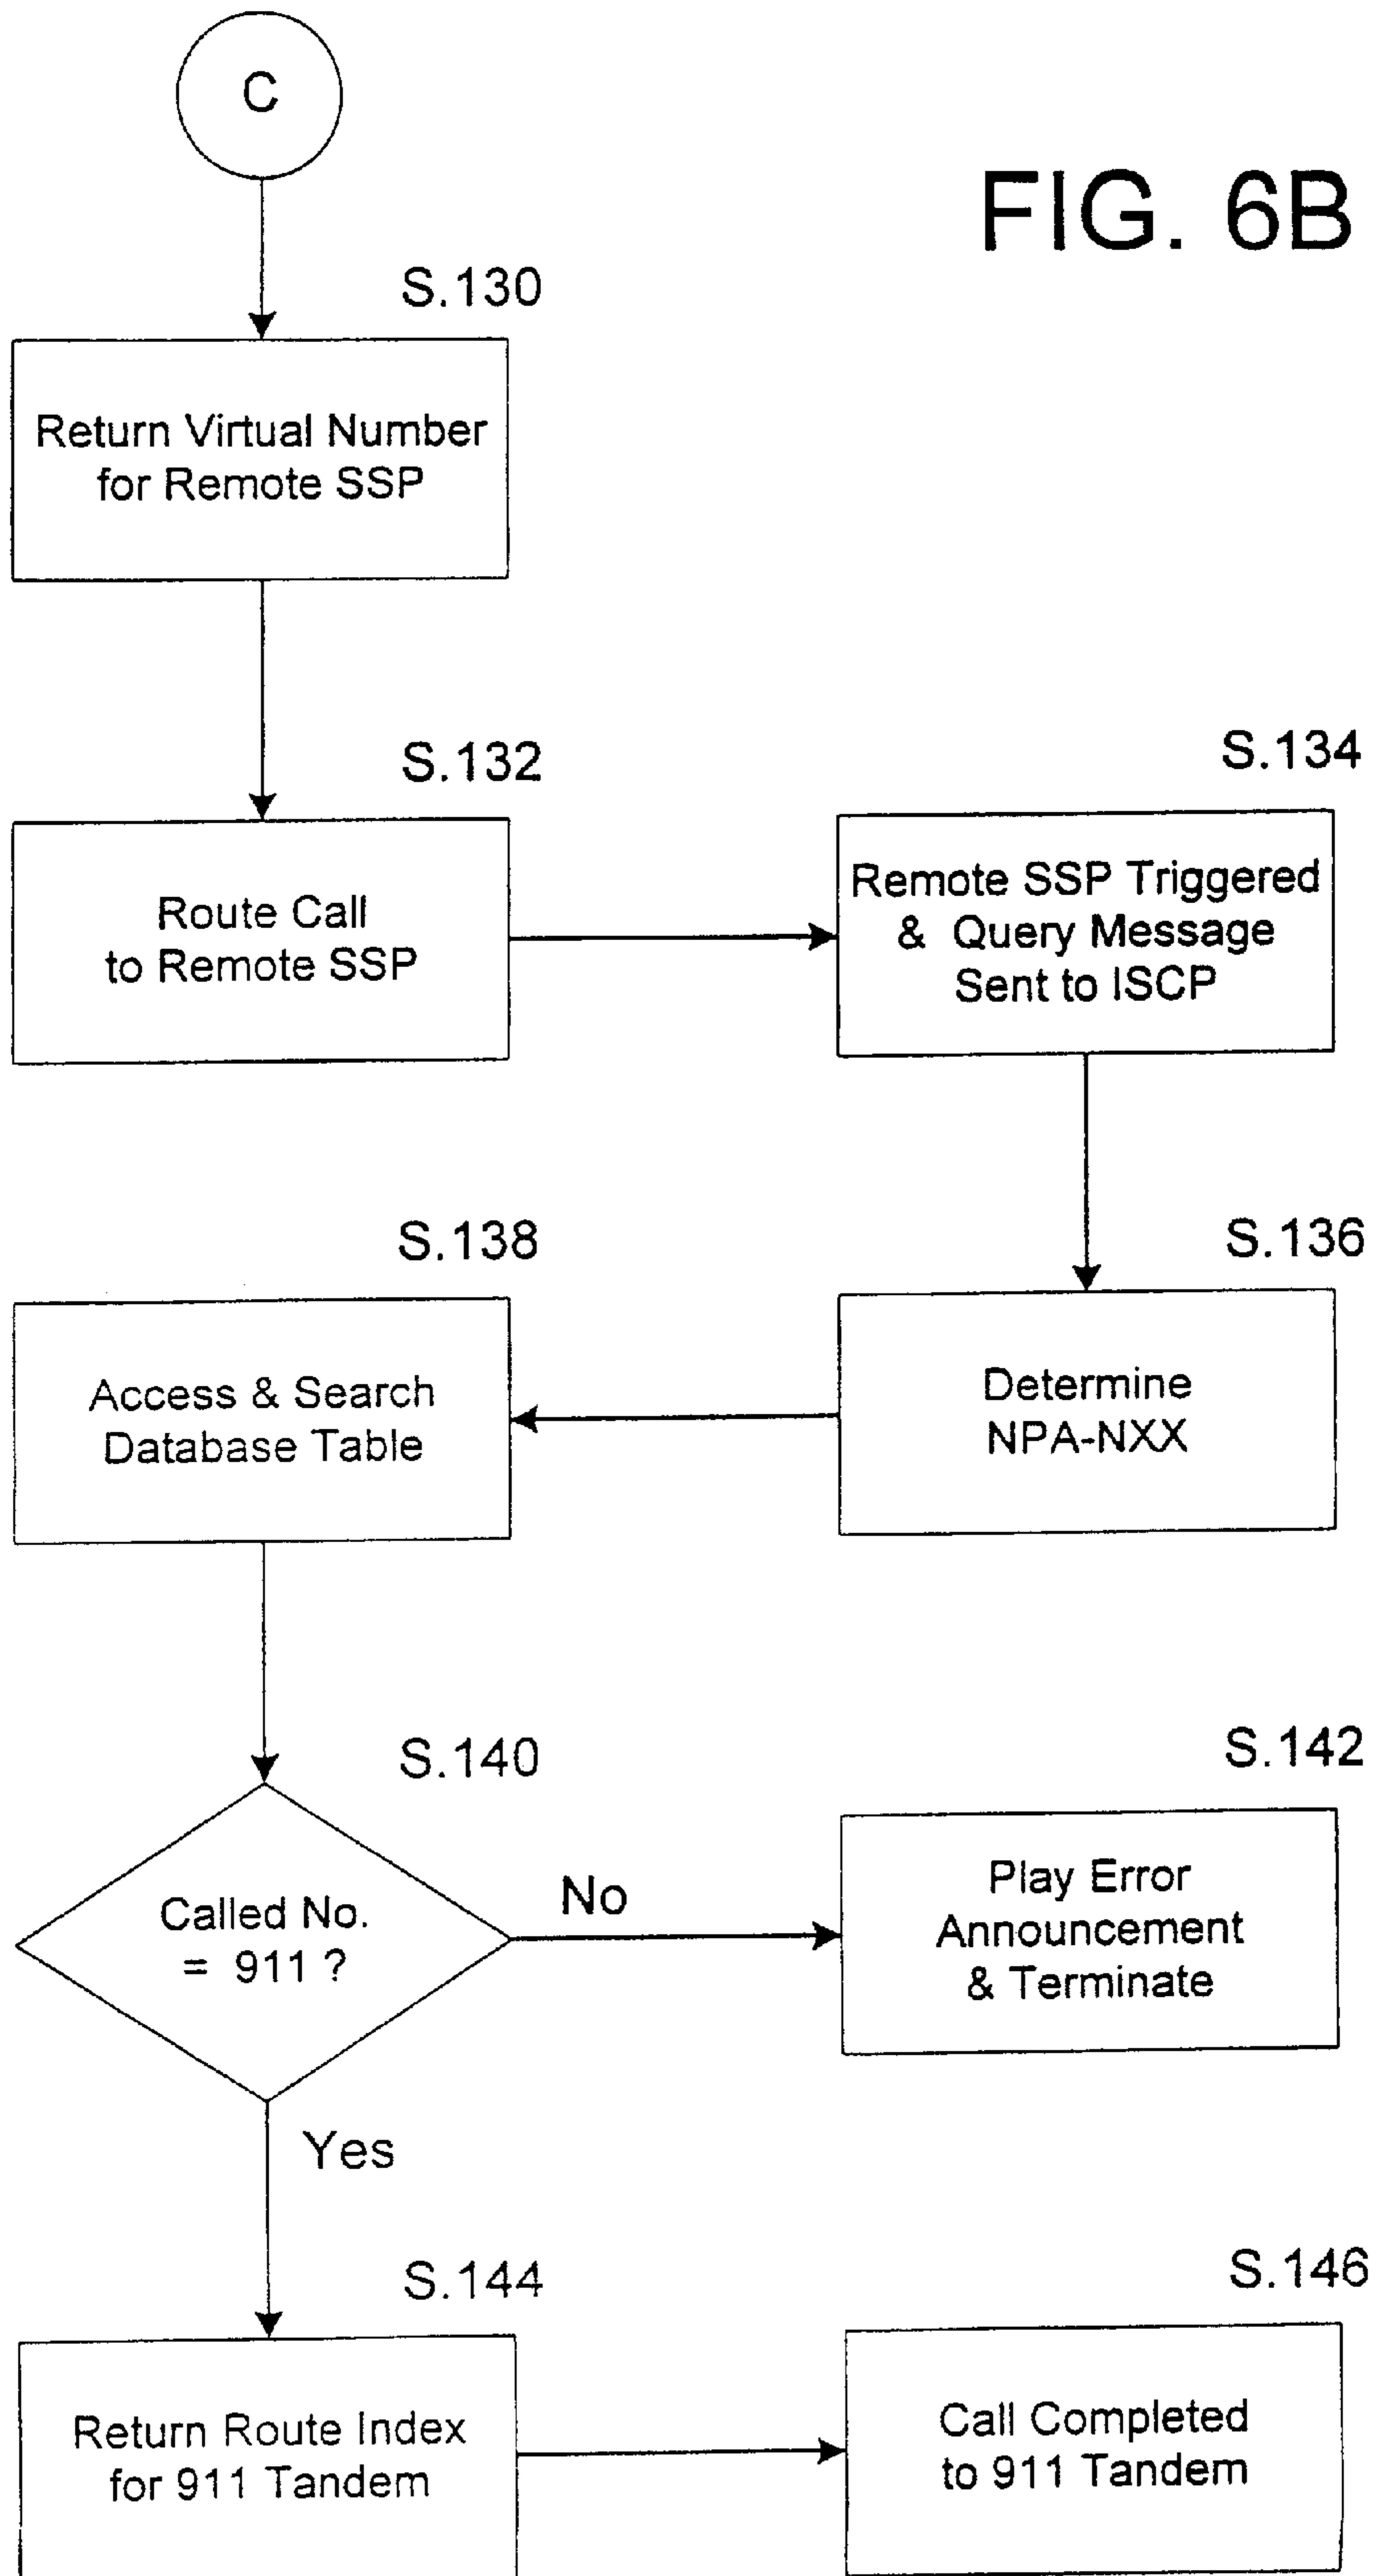 C
FIG. 6B
S.130
Return Virtual Number
for Remote SSP
S.132
Route Call
to Remote SSP
S.134
Remote SSP Triggered
& Query Message
Sent to ISCP
S.136
Determine
NPA-NXX
S.138
Access & Search
Database Table
S.140
Called No.
= 911 ?
No
S.142
Play Error
Announcement
& Terminate
Yes
S.144
Return Route Index
for 911 Tandem
S.146
Call Completed
to 911 Tandem